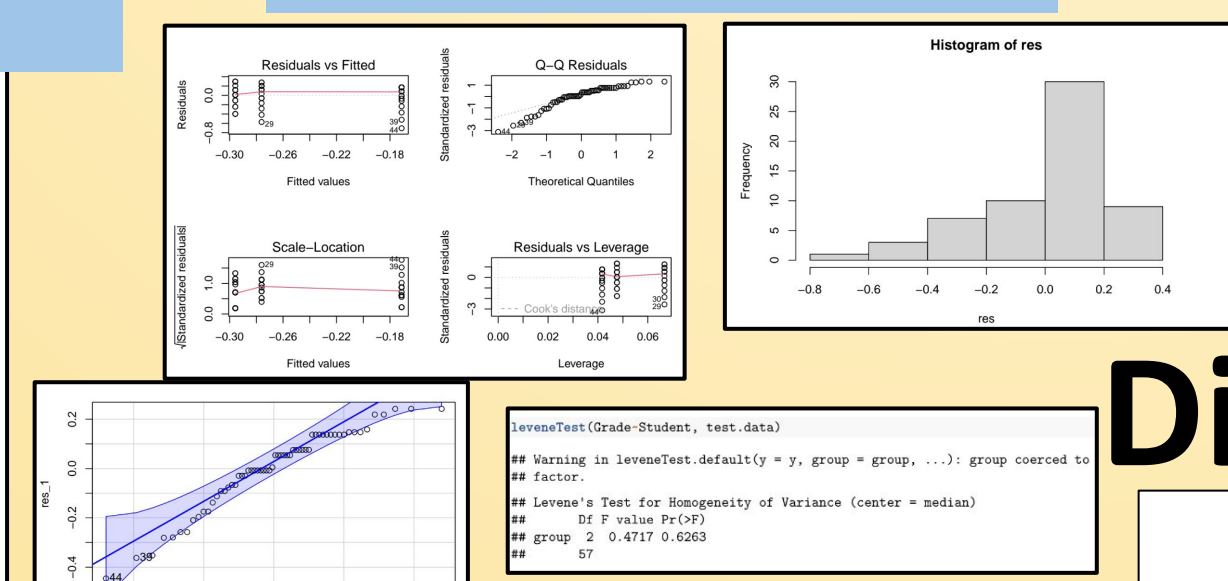 Residuals vs Fitted
Residuals
0.0
−0.8
29
39
44
−0.30 −0.26 −0.22 −0.18
Fitted values
Q−Q Residuals
Standardized residuals
1
−1
−3
44
39
−2 −1 0 1 2
Theoretical Quantiles
Scale−Location
√|Standardized residuals|
1.0
0.0
29
44
39
−0.30 −0.26 −0.22 −0.18
Fitted values
Residuals vs Leverage
Standardized residuals
0
−3
Cook's distance
44
30
29
0.00 0.02 0.04 0.06
Leverage
Histogram of res
Frequency
30
25
20
15
10
5
0
−0.8 −0.6 −0.4 −0.2 0.0 0.2 0.4
res
res_1
0.2
0.0
−0.2
−0.4
39
44
leveneTest(Grade~Student, test.data)
## Warning in leveneTest.default(y = y, group = group, ...): group coerced to
## factor.
## Levene's Test for Homogeneity of Variance (center = median)
## Df F value Pr(>F)
## group 2 0.4717 0.6263
## 57
Di